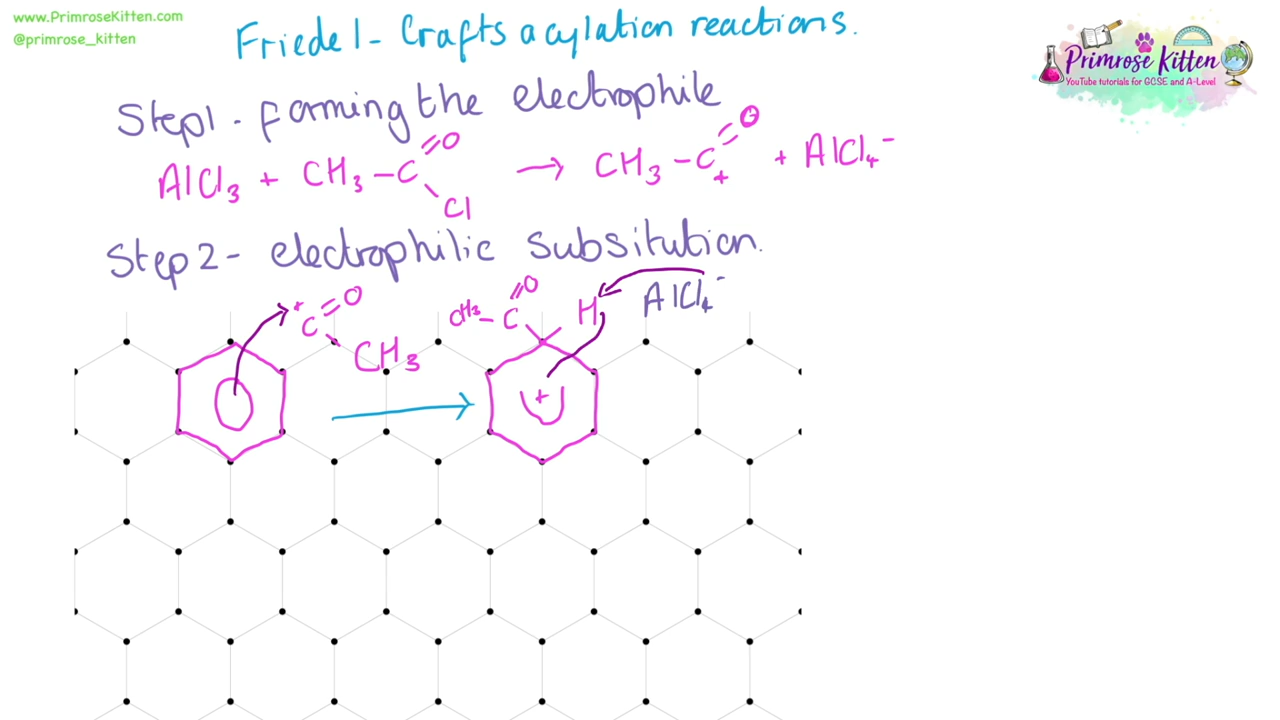 www.PrimroseKitten.com
@primrose_kitten
Friedel-Crafts acylation reactions.
Primrose Kitten
YouTube tutorials for GCSE and A-Level
Step1 - forming the electrophile
AlCl₃ + CH₃-C=O Cl → CH₃-C+=O + AlCl₄⁻
Step 2 - electrophilic subsitution.
+C=O CH₃
CH₃-C=O H AlCl₄⁻
+